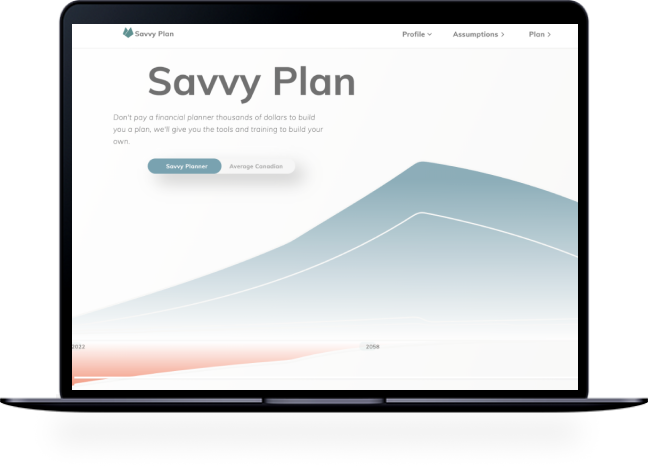 Savvy Plan
Profile
Assumptions
Plan
Savvy Plan
Don't pay a financial planner thousands of dollars to build
you a plan, we'll give you the tools and training to build your
own.
Savvy Planner
Average Canadian
2022
2058